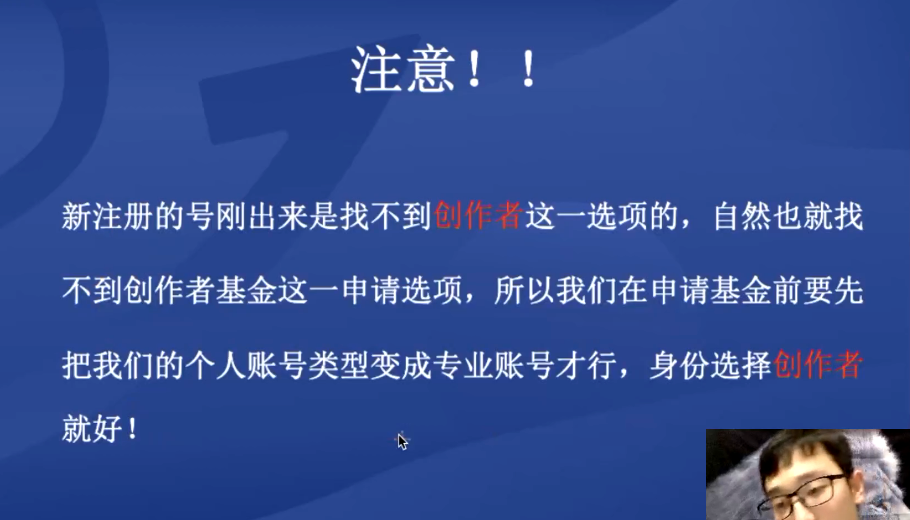 注意！！
新注册的号刚出来是找不到创作者这一选项的，自然也就找
不到创作者基金这一申请选项，所以我们在申请基金前要先
把我们的个人账号类型变成专业账号才行，身份选择创作者
就好！